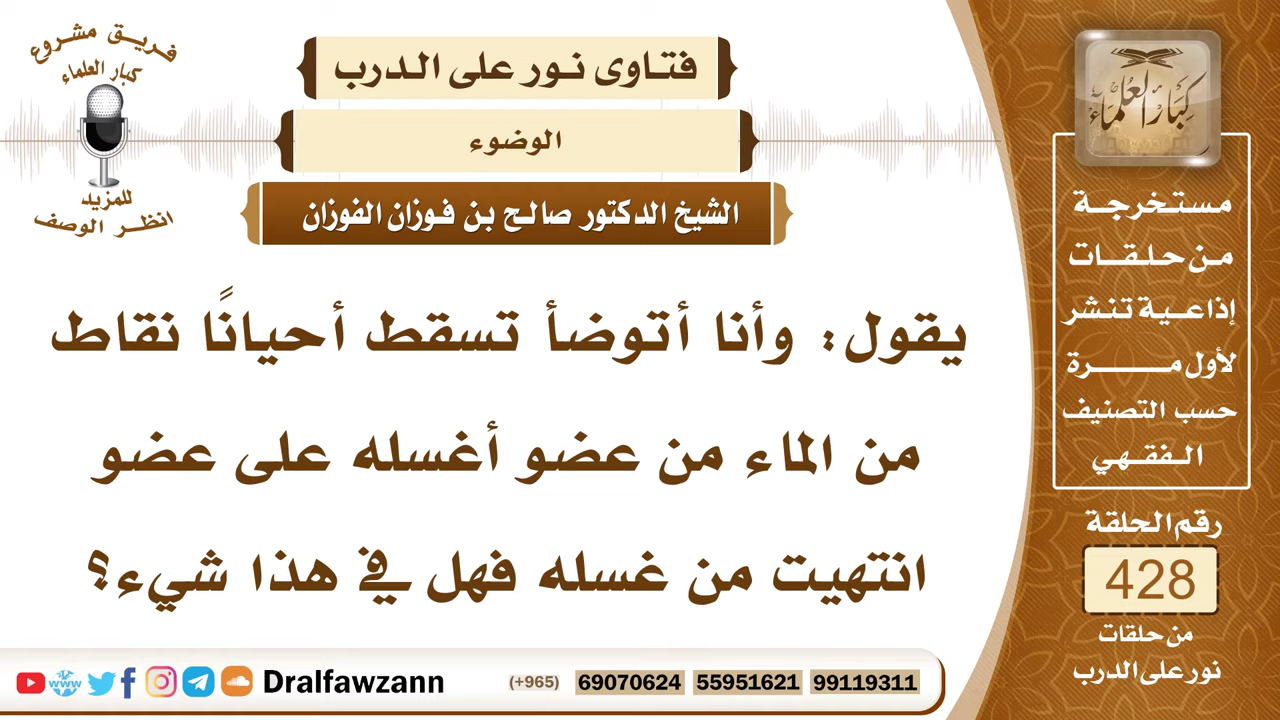 فريق مشروع
كبار العلماء
للمزيد
انظر الوصف
فتاوى نور على الدرب
الوضوء
الشيخ الدكتور صالح بن فوزان الفوزان
يقول: وأنا أتوضأ تسقط أحيانًا نقاط
من الماء من عضو أغسله على عضو
انتهيت من غسله فهل في هذا شيء؟
كبار العلماء
مستخرجة
من حلقات
إذاعية تنشر
لأول مرة
حسب التصنيف
الفقهي
رقم الحلقة
428
من حلقات
نور على الدرب
www
Dralfawzann
(+965) 69070624 55951621 99119311